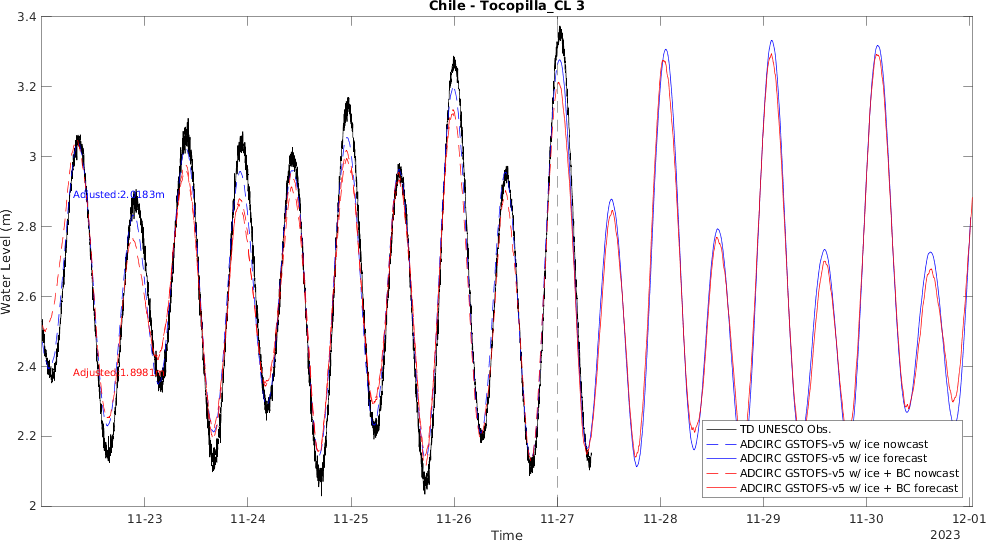 Chile - Tocopilla_CL 3
Water Level (m)
3.4
3.2
3
2.8
2.6
2.4
2.2
2
Adjusted:2.0183m
Adjusted:1.8981m
TD UNESCO Obs.
ADCIRC GSTOFS-v5 w/ ice nowcast
ADCIRC GSTOFS-v5 w/ ice forecast
ADCIRC GSTOFS-v5 w/ ice + BC nowcast
ADCIRC GSTOFS-v5 w/ ice + BC forecast
11-23
11-24
11-25
11-26
11-27
11-28
11-29
11-30
12-01
Time
2023